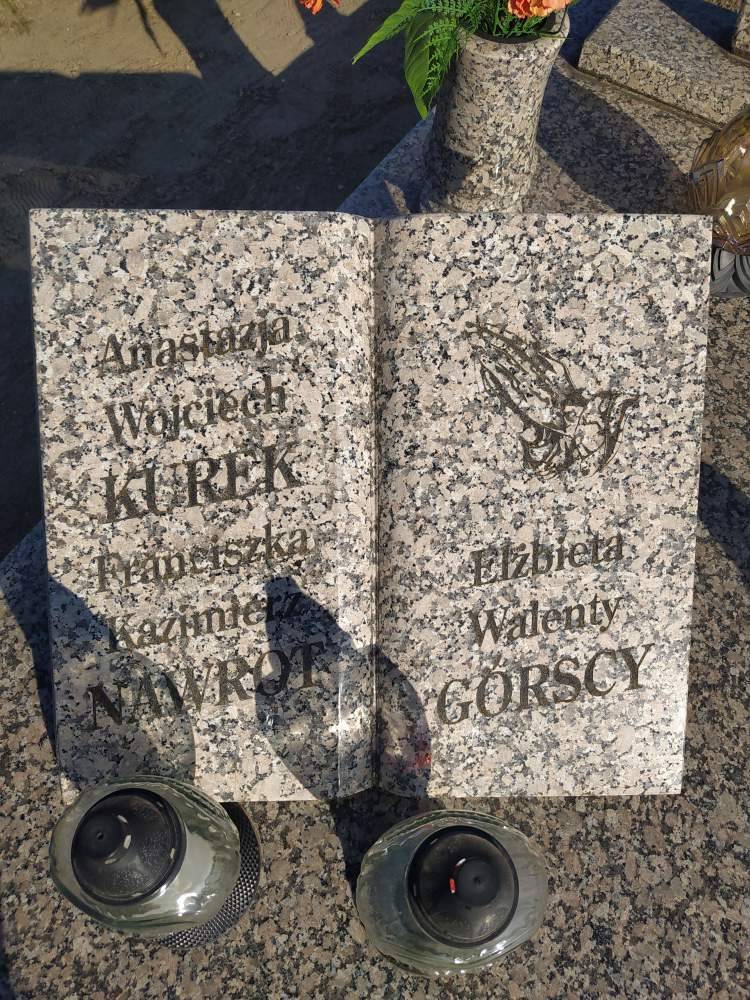 Anastazja
Wojciech
KUREK
Franciszka
Kazimierz
NAWROT
Elżbieta
Walenty
GÓRSCY